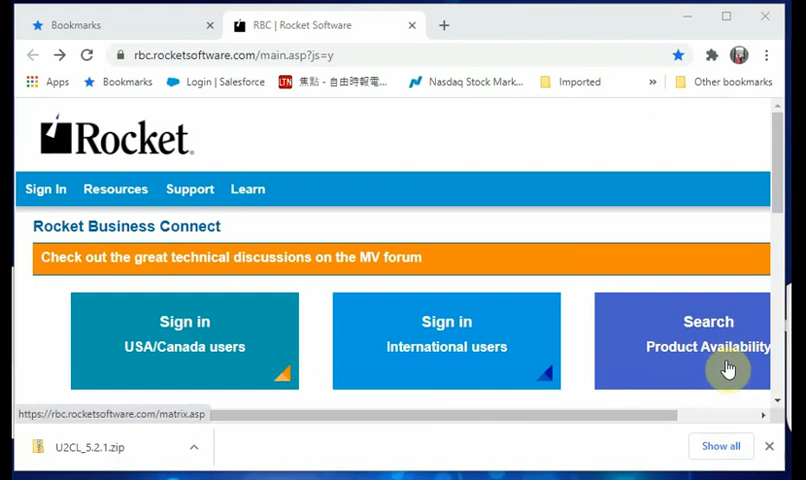 Bookmarks
RBC | Rocket Software
rbc.rocketsoftware.com/main.asp?js=y
Apps
Bookmarks
Login | Salesforce
LTN
焦點 - 自由時報電...
Nasdaq Stock Mark...
Imported
»
Other bookmarks
Rocket.
Sign In
Resources
Support
Learn
Rocket Business Connect
Check out the great technical discussions on the MV forum
Sign in
USA/Canada users
Sign in
International users
Search
Product Availability
https://rbc.rocketsoftware.com/matrix.asp
U2CL_5.2.1.zip
Show all